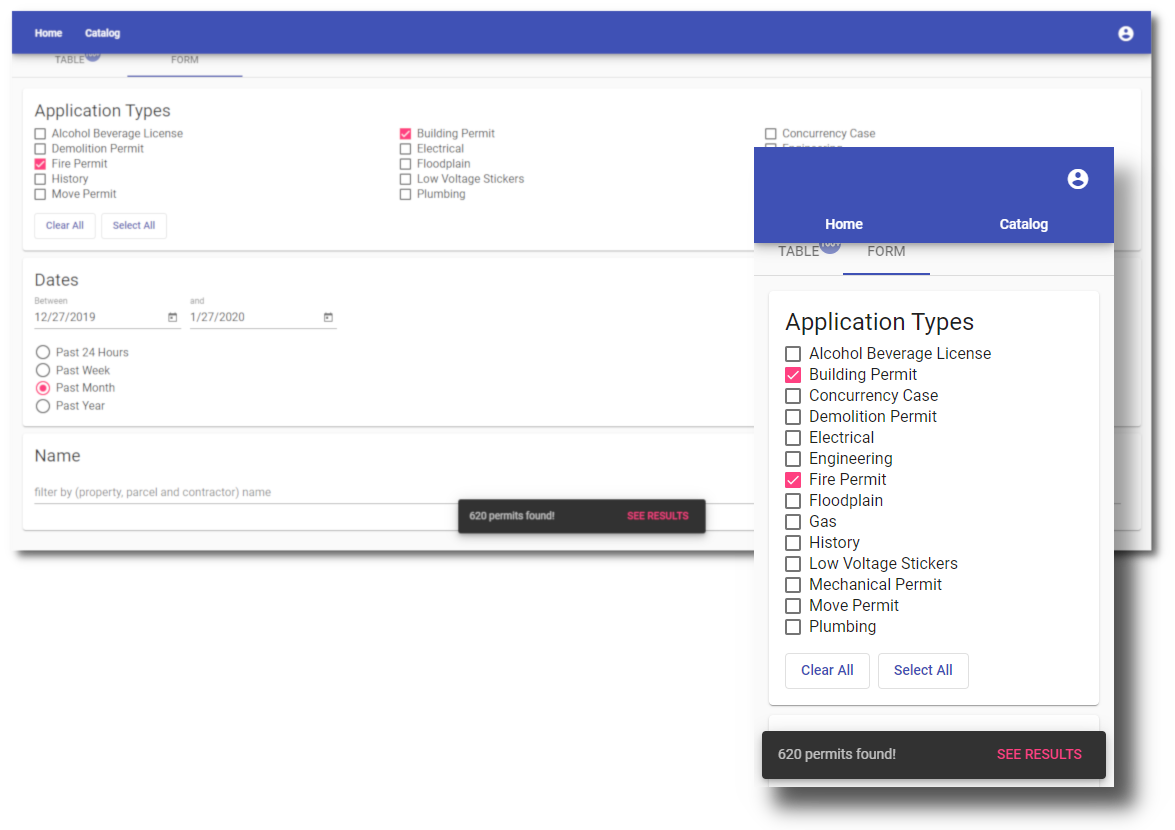 Home Catalog
TABLE FORM
Application Types
Alcohol Beverage License Building Permit Concurrency Case
Demolition Permit Electrical Engineering
Fire Permit Floodplain
History Low Voltage Stickers
Move Permit Plumbing
Clear All Select All
Dates
Between and
12/27/2019 1/27/2020
Past 24 Hours
Past Week
Past Month
Past Year
Name
filter by (property, parcel and contractor) name
620 permits found! SEE RESULTS
Home Catalog
TABLE FORM
Application Types
Alcohol Beverage License
Building Permit
Concurrency Case
Demolition Permit
Electrical
Engineering
Fire Permit
Floodplain
Gas
History
Low Voltage Stickers
Mechanical Permit
Move Permit
Plumbing
Clear All Select All
620 permits found! SEE RESULTS